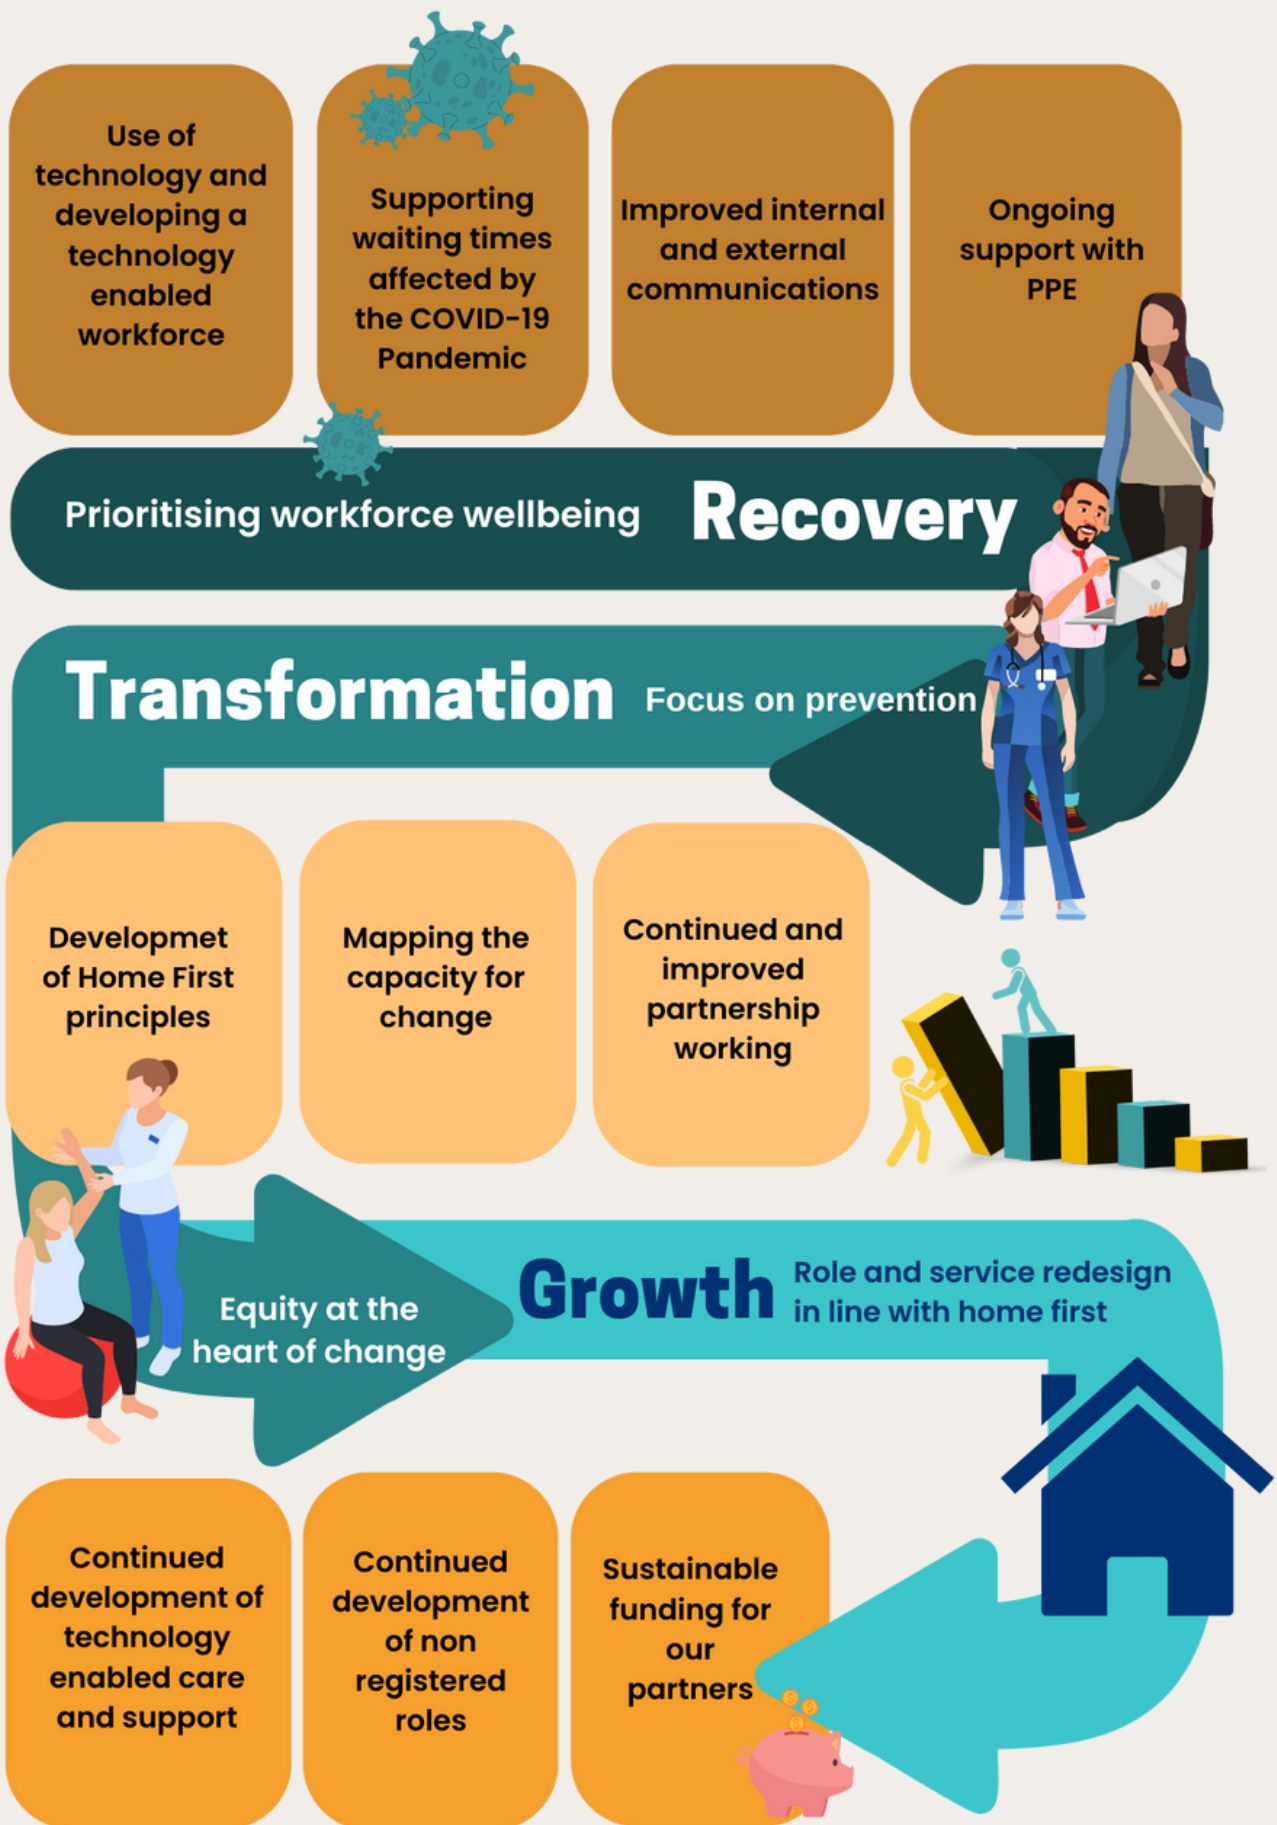 Use of
technology and
developing a
technology
enabled
workforce
Supporting
waiting times
affected by
the COVID-19
Pandemic
Improved internal
and external
communications
Ongoing
support with
PPE
Prioritising workforce wellbeing
Recovery
Transformation
Focus on prevention
Developmet
of Home First
principles
Mapping the
capacity for
change
Continued and
improved
partnership
working
Equity at the
heart of change
Growth
Role and service redesign
in line with home first
Continued
development of
technology
enabled care
and support
Continued
development
of non
registered
roles
Sustainable
funding for
our
partners